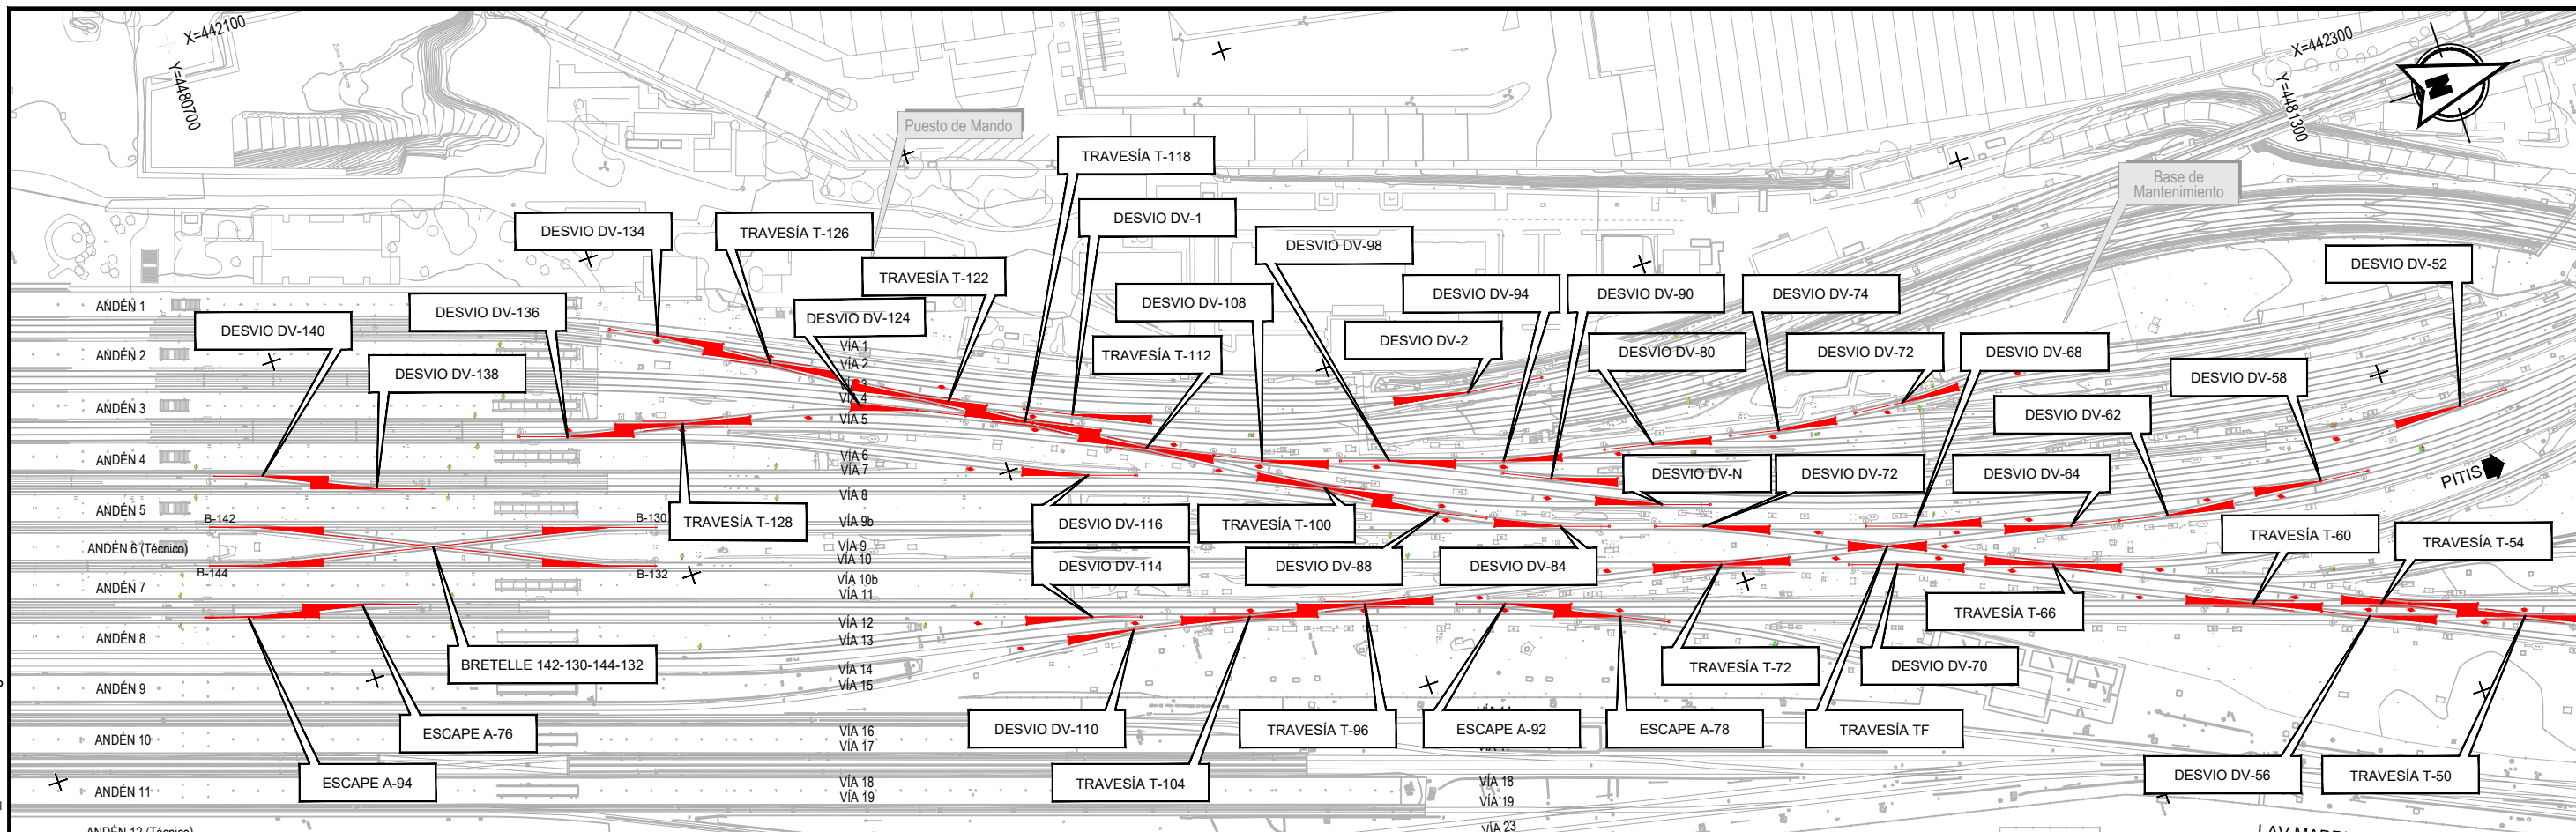 X=442100
Y=4480700
X=442300
Y=4481300
N
Puesto de Mando
Base de
Mantenimiento
TRAVESÍA T-118
DESVIO DV-1
DESVIO DV-134
TRAVESÍA T-126
DESVIO DV-98
TRAVESÍA T-122
DESVIO DV-52
DESVIO DV-136
DESVIO DV-124
DESVIO DV-108
DESVIO DV-94
DESVIO DV-90
DESVIO DV-74
DESVIO DV-140
DESVIO DV-138
TRAVESÍA T-112
DESVIO DV-2
DESVIO DV-80
DESVIO DV-72
DESVIO DV-68
DESVIO DV-58
DESVIO DV-62
ANDÉN 1
ANDÉN 2
ANDÉN 3
ANDÉN 4
ANDÉN 5
ANDÉN 6 (Técnico)
ANDÉN 7
ANDÉN 8
ANDÉN 9
ANDÉN 10
ANDÉN 11
ANDÉN 12 (Técnico)
VÍA 1
VÍA 2
VÍA 3
VÍA 4
VÍA 5
VÍA 6
VÍA 7
VÍA 8
VÍA 9b
VÍA 9
VÍA 10
VÍA 10b
VÍA 11
VÍA 12
VÍA 13
VÍA 14
VÍA 15
VÍA 16
VÍA 17
VÍA 18
VÍA 19
B-142
B-130
B-144
B-132
TRAVESÍA T-128
DESVIO DV-116
TRAVESÍA T-100
DESVIO DV-N
DESVIO DV-72
DESVIO DV-64
PITIS
DESVIO DV-114
DESVIO DV-88
DESVIO DV-84
TRAVESÍA T-60
TRAVESÍA T-54
TRAVESÍA T-66
BRETELLE 142-130-144-132
TRAVESÍA T-72
DESVIO DV-70
ESCAPE A-76
DESVIO DV-110
TRAVESÍA T-96
ESCAPE A-92
ESCAPE A-78
TRAVESÍA TF
ESCAPE A-94
TRAVESÍA T-104
DESVIO DV-56
TRAVESÍA T-50
VÍA 18
VÍA 19
VÍA 23